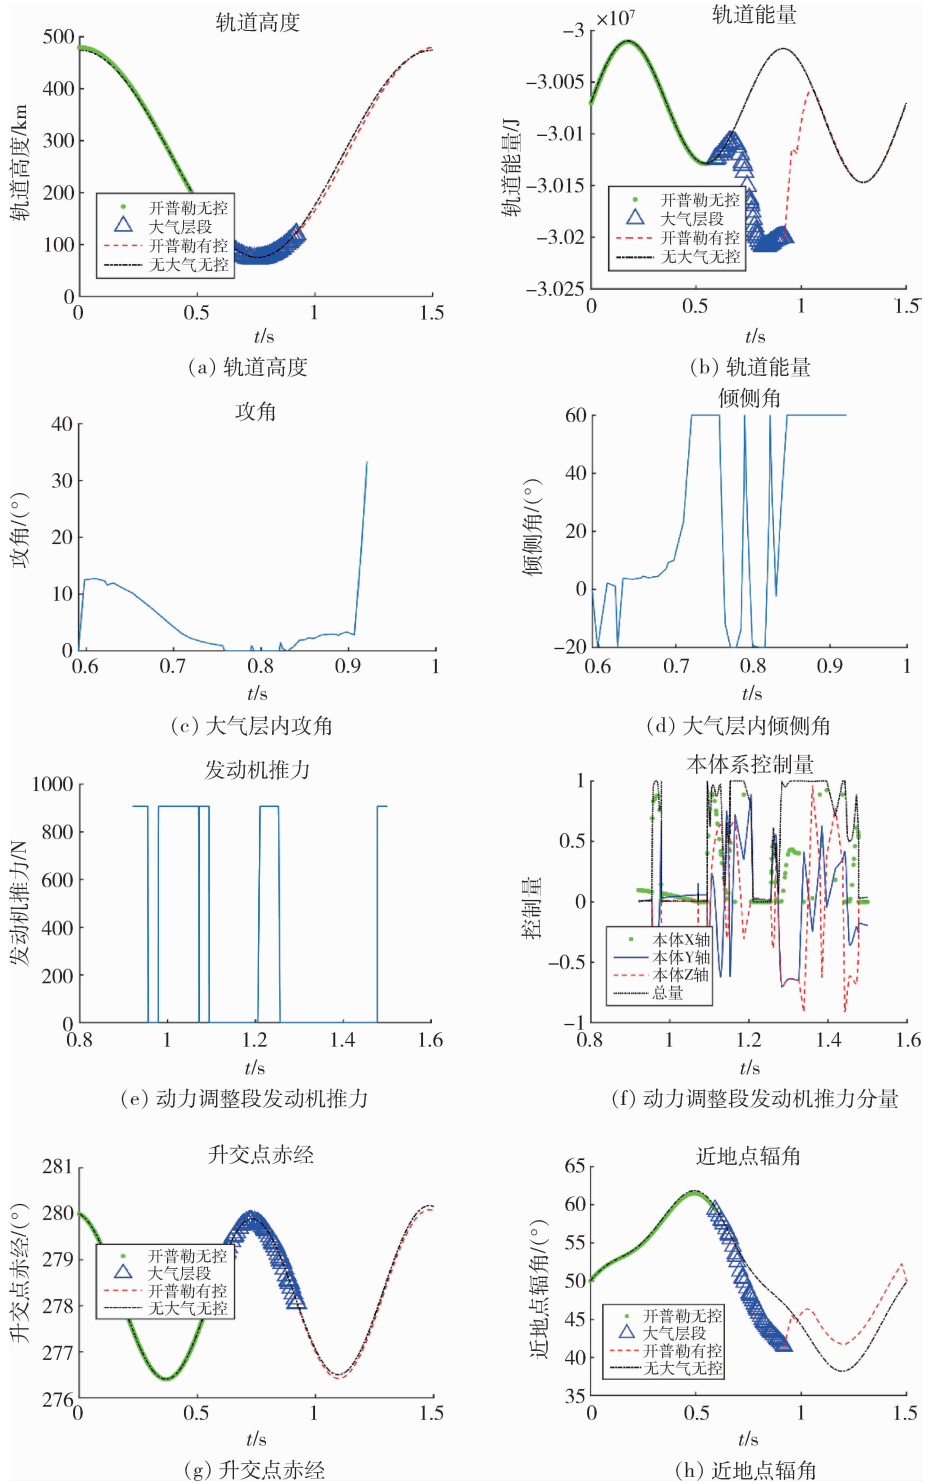 轨道高度
500
400
300
200
100
0
轨道高度/km
开普勒无控
大气层段
开普勒有控
无大气无控
0
0.5
1
1.5
t/s
(a) 轨道高度
轨道能量
×10⁷
-3
-3.005
-3.01
-3.015
-3.02
-3.025
轨道能量/J
开普勒无控
大气层段
开普勒有控
无大气无控
0
0.5
1
1.5
t/s
(b) 轨道能量
攻角
40
30
20
10
0
攻角/(°)
0.6
0.7
0.8
0.9
1
t/s
(c) 大气层内攻角
倾侧角
60
40
20
0
-20
倾侧角/(°)
0.6
0.7
0.8
0.9
1
t/s
(d) 大气层内倾侧角
发动机推力
1000
800
600
400
200
0
发动机推力/N
0.8
1
1.2
1.4
1.6
t/s
(e) 动力调整段发动机推力
本体系控制量
1
0.5
0
-0.5
-1
控制量
本体X轴
本体Y轴
本体Z轴
总量
0.8
1
1.2
1.4
1.6
t/s
(f) 动力调整段发动机推力分量
升交点赤经
281
280
279
278
277
276
升交点赤经/(°)
开普勒无控
大气层段
开普勒有控
无大气无控
0
0.5
1
1.5
t/s
(g) 升交点赤经
近地点辐角
65
60
55
50
45
40
35
近地点辐角/(°)
开普勒无控
大气层段
开普勒有控
无大气无控
0
0.5
1
1.5
t/s
(h) 近地点辐角